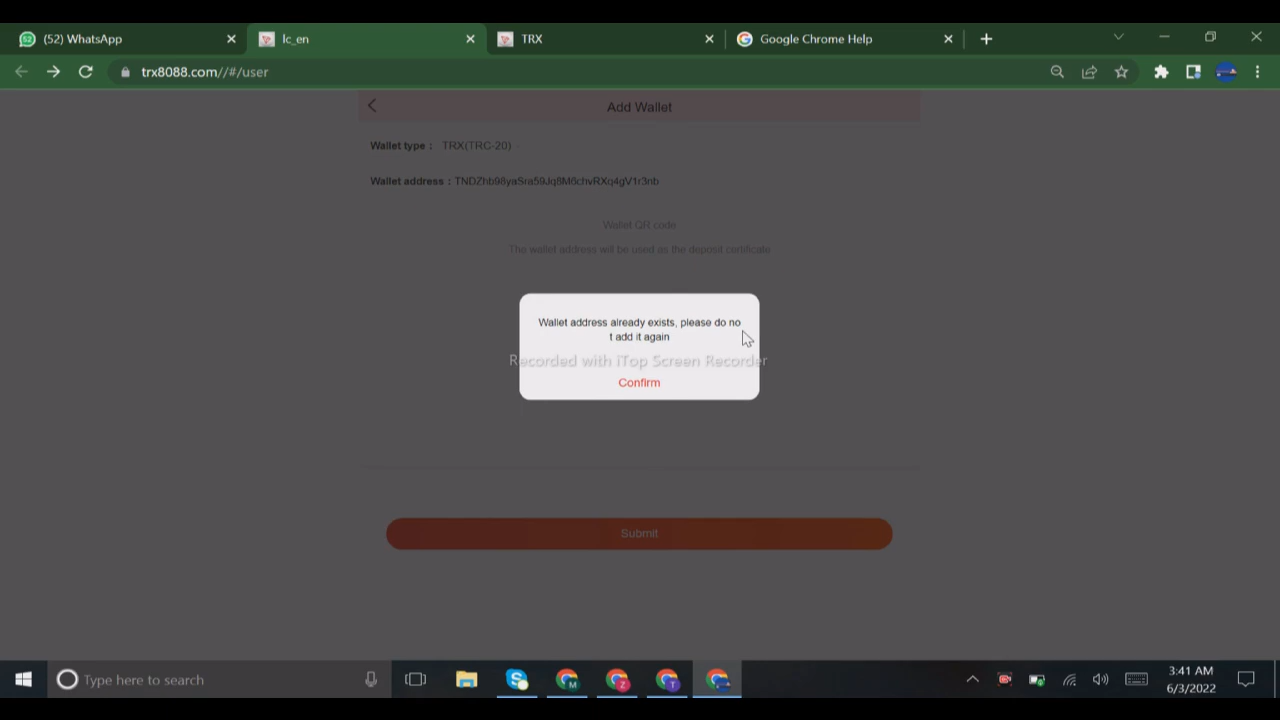 (52) WhatsApp
lc_en
TRX
Google Chrome Help
trx8088.com//#/user
Add Wallet
Wallet type : TRX(TRC-20)
Wallet address : TNDZhb98yaSra59Jq8M6chvRXq4gV1r3nb
Wallet QR code
The wallet address will be used as the deposit certificate
Wallet address already exists, please do no
t add it again
Recorded with iTop Screen Recorder
Confirm
Submit
Type here to search
3:41 AM
6/3/2022